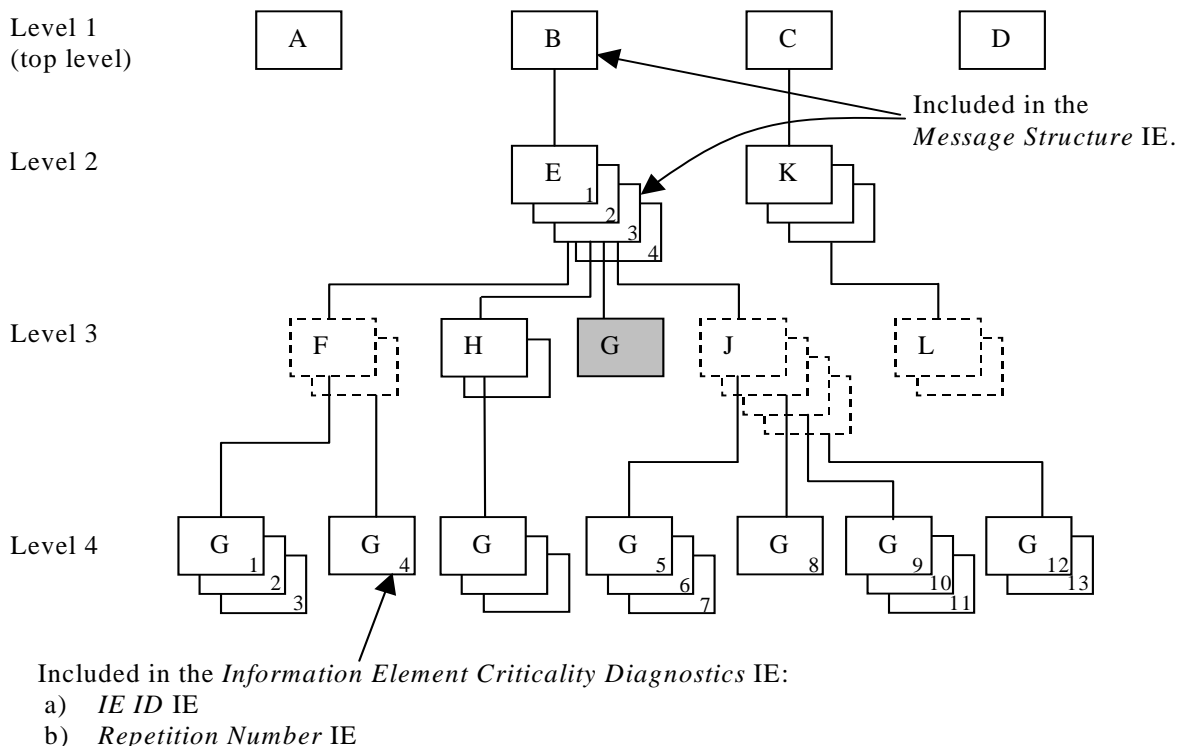 Level 1
(top level)
A
B
C
D
Included in the
Message Structure IE.
Level 2
E
1
2
3
4
K
Level 3
F
H
G
J
L
Level 4
G
1
2
3
G
4
G
G
5
6
7
G
8
G
9
10
11
G
12
13
Included in the Information Element Criticality Diagnostics IE:
a) IE ID IE
b) Repetition Number IE